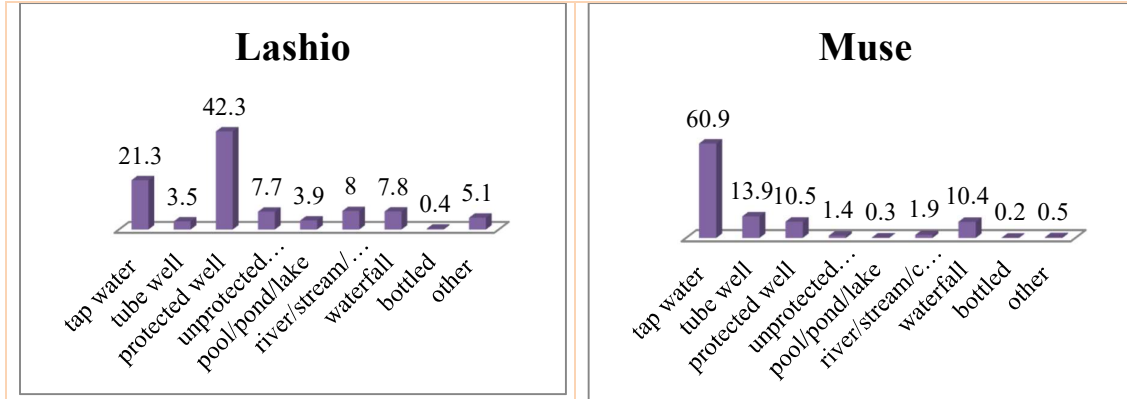 Lashio
21.3
3.5
42.3
7.7
3.9
8
7.8
0.4
5.1
tap water
tube well
protected well
unprotected…
pool/pond/lake
river/stream/…
waterfall
bottled
other
Muse
60.9
13.9
10.5
1.4
0.3
1.9
10.4
0.2
0.5
tap water
tube well
protected well
unprotected…
pool/pond/lake
river/stream/c…
waterfall
bottled
other